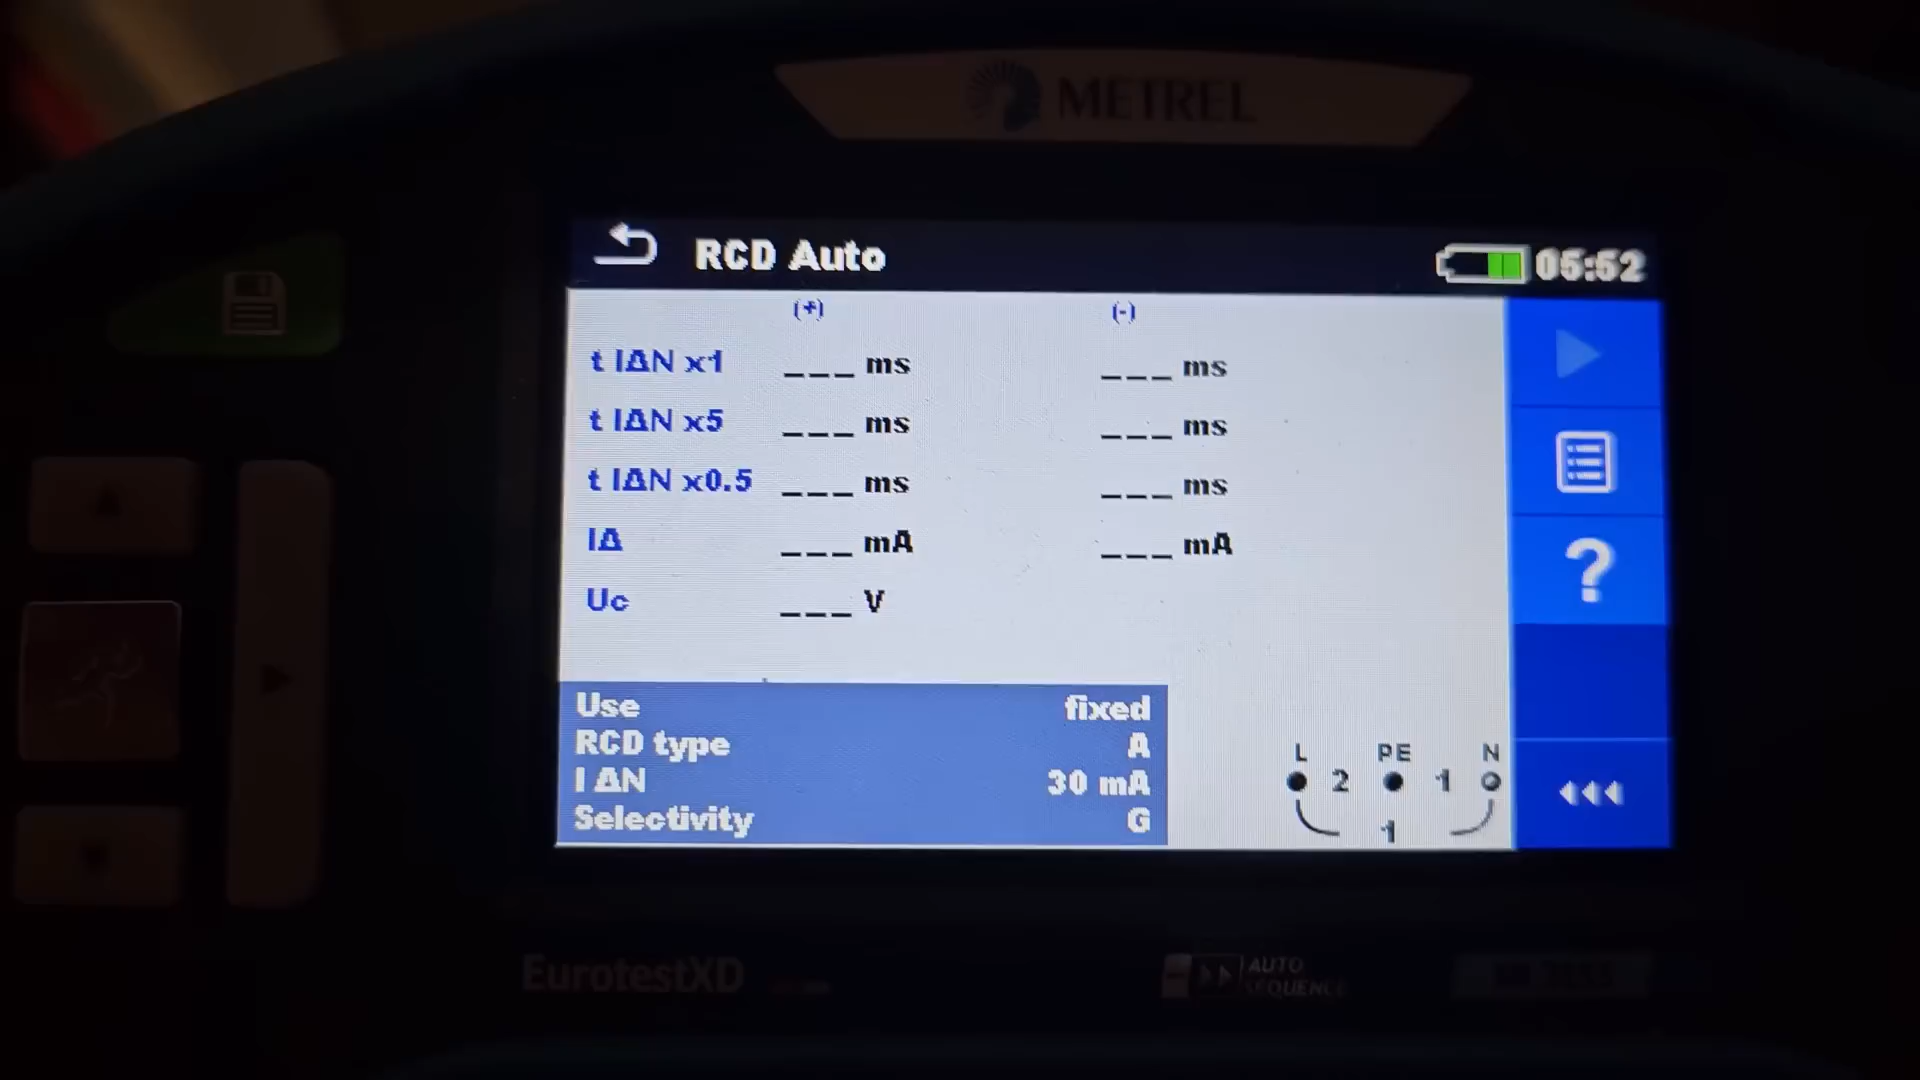 METREL
RCD Auto 05:52
(+) (-)
t IΔN x1 ___ ms ___ ms
t IΔN x5 ___ ms ___ ms
t IΔN x0.5 ___ ms ___ ms
IΔ ___ mA ___ mA
Uc ___ V
?
Use fixed
RCD type A
I ΔN 30 mA
Selectivity G
L PE N
2 1
1
EurotestXD
AUTO
SEQUENCE